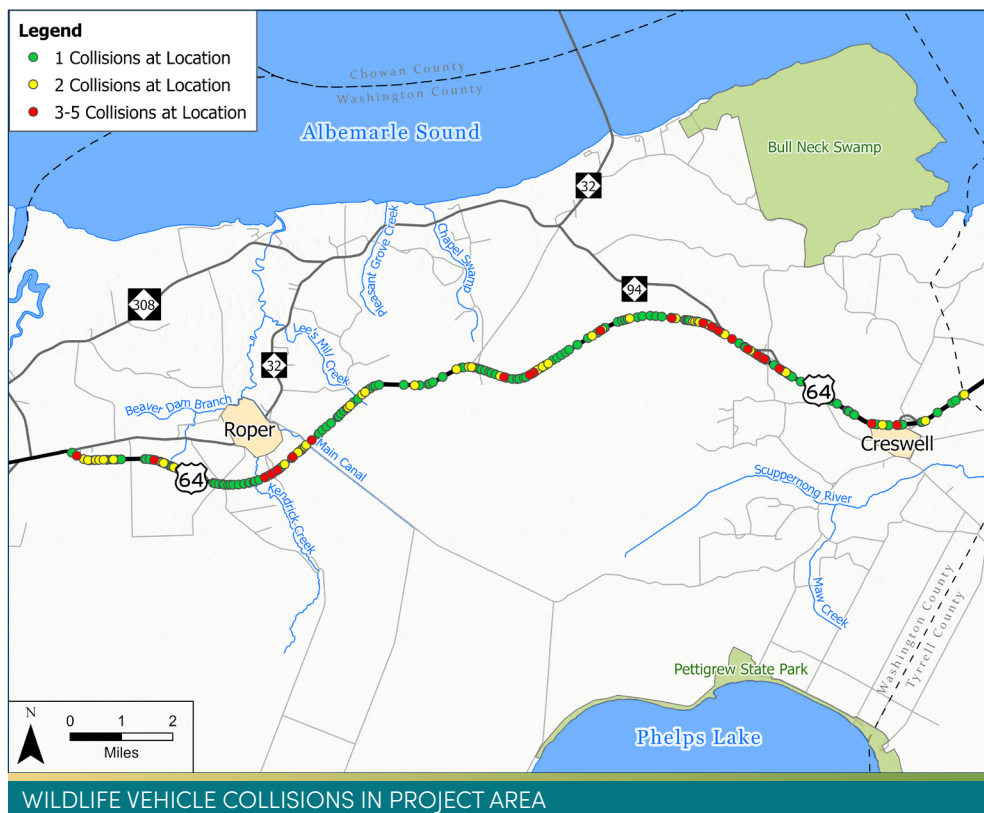 Legend
1 Collisions at Location
2 Collisions at Location
3-5 Collisions at Location
Chowan County
Washington County
Albemarle Sound
Bull Neck Swamp
32
Pleasant Grove Creek
Chapel Swamp
94
308
Lee's Mill Creek
32
64
Beaver Dam Branch
Roper
Main Canal
Creswell
64
Kendrick Creek
Scuppernong River
Maw Creek
Washington County
Tyrrell County
Pettigrew State Park
Phelps Lake
N
0 1 2
Miles
WILDLIFE VEHICLE COLLISIONS IN PROJECT AREA